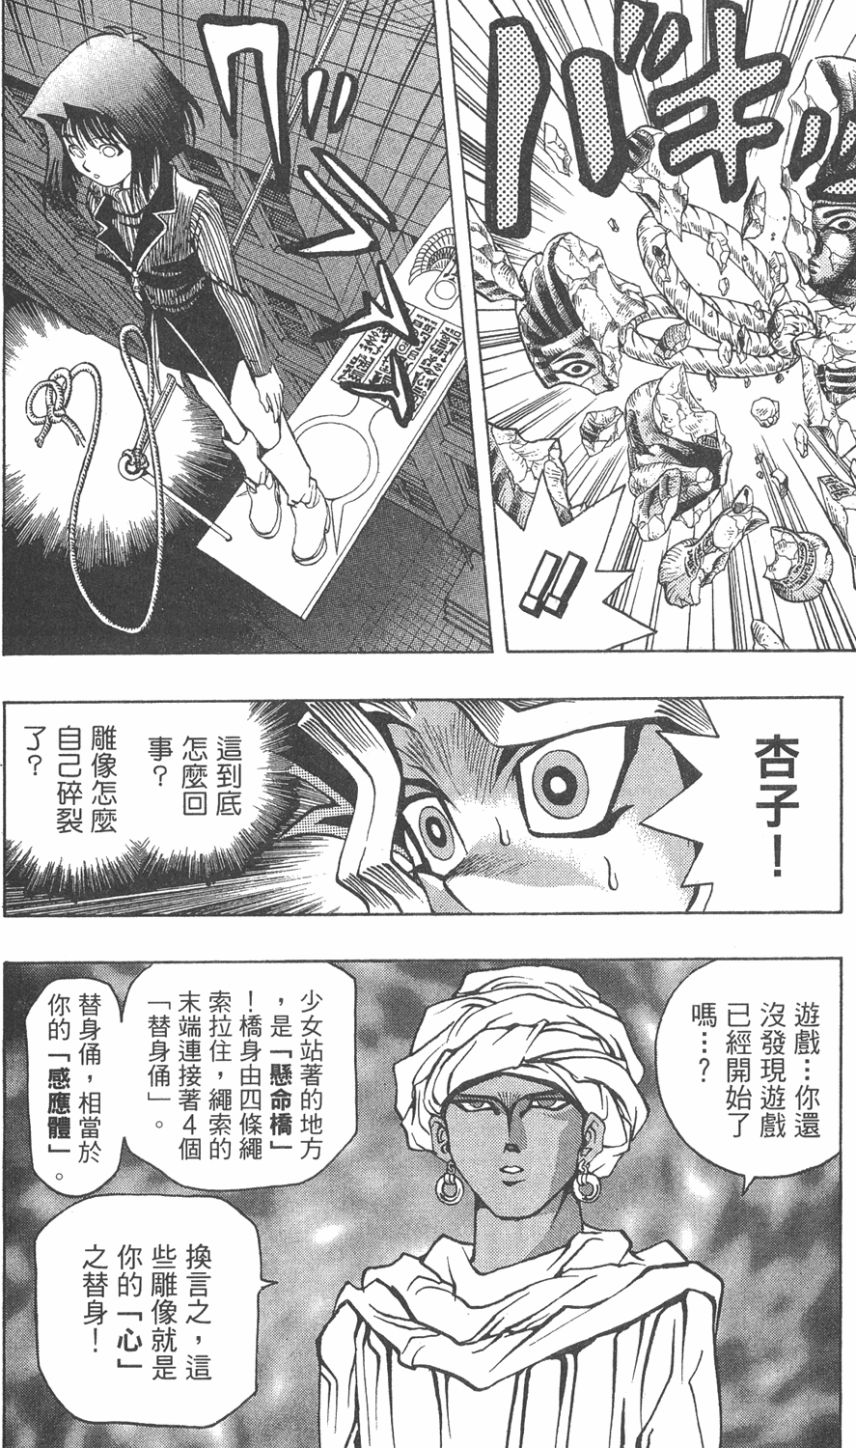 バキ
!!
グラァ
杏子！
這到底
怎麼回
事？
雕像怎麼
自己碎裂
了？
遊戲…你還
沒發現遊戲
已經開始了
嗎…？
少女站著的地方
，是「懸命橋」
！橋身由四條繩
索拉住，繩索的
末端連接著4個
「替身俑」。
替身俑，相當於
你的「感應體」。
換言之，這
些雕像就是
你的「心」
之替身！